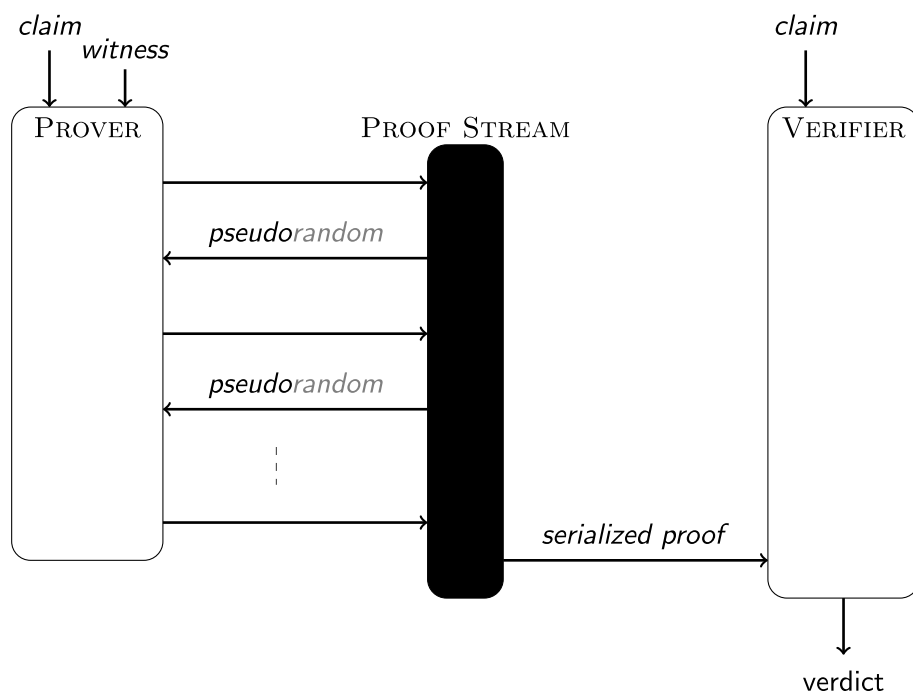 claim
witness
claim
PROVER
PROOF STREAM
VERIFIER
pseudorandom
pseudorandom
serialized proof
verdict